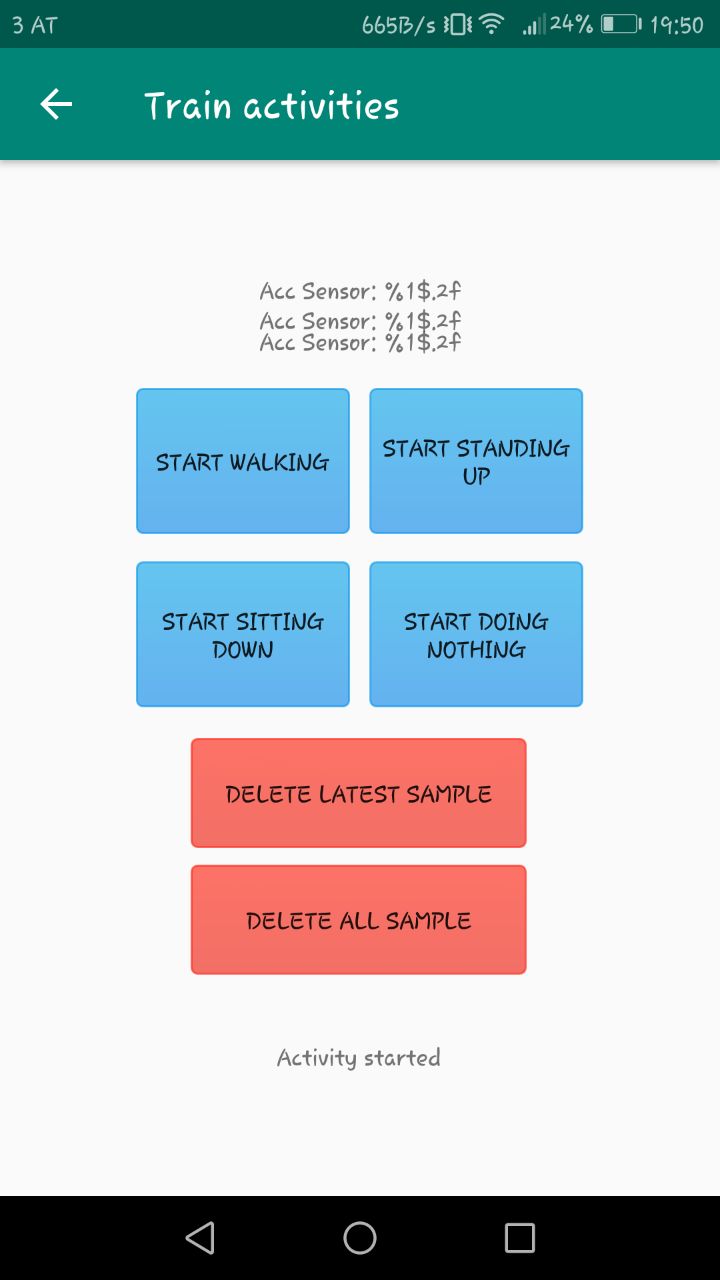 3 AT 665B/s 24% 19:50
Train activities
Acc Sensor: %1$.2f
Acc Sensor: %1$.2f
Acc Sensor: %1$.2f
START WALKING
START STANDING
UP
START SITTING
DOWN
START DOING
NOTHING
DELETE LATEST SAMPLE
DELETE ALL SAMPLE
Activity started